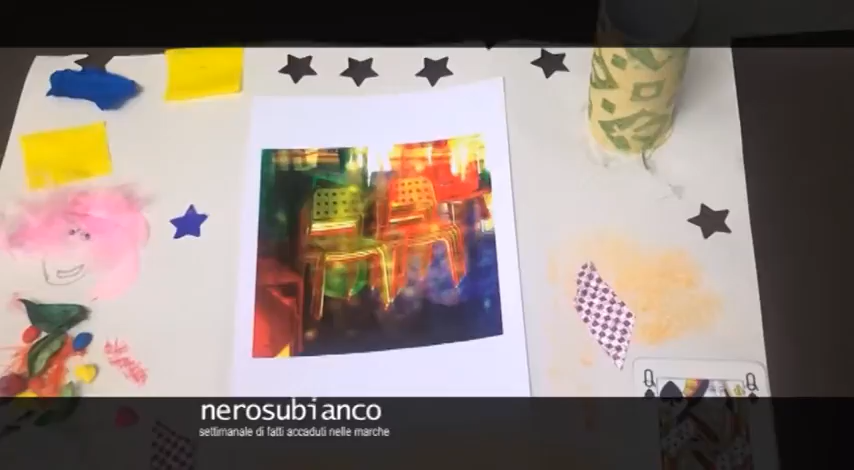 Q Q
nerosubianco
settimanale di fatti accaduti nelle marche